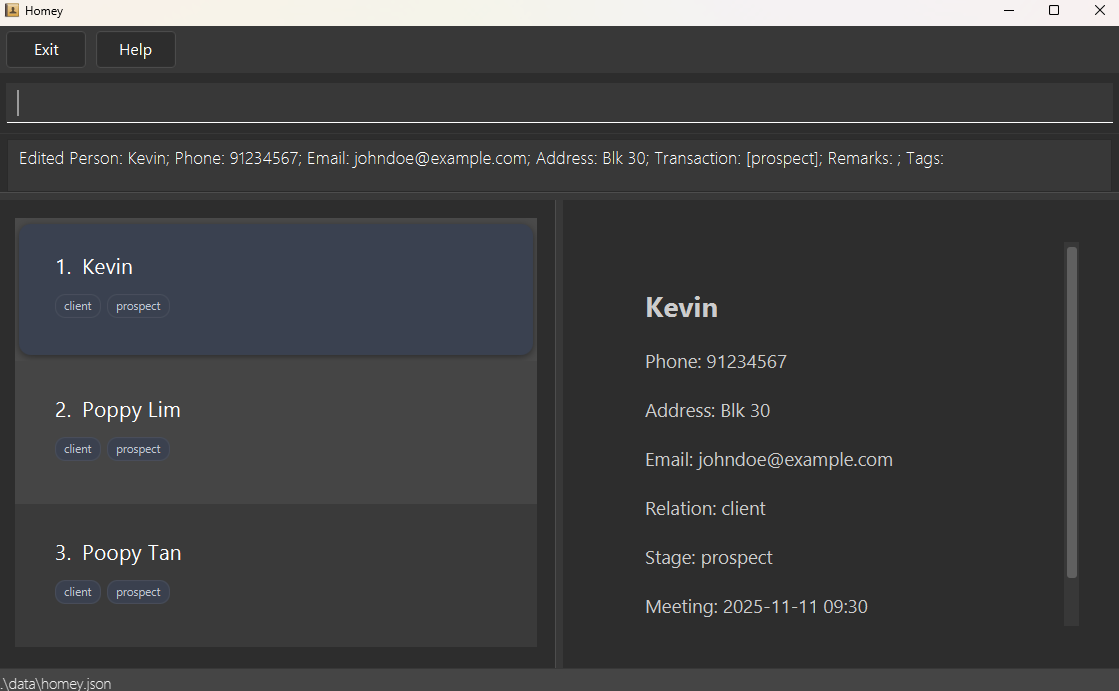 Homey
Exit Help
Edited Person: Kevin; Phone: 91234567; Email: johndoe@example.com; Address: Blk 30; Transaction: [prospect]; Remarks: ; Tags:
1. Kevin
client prospect
2. Poppy Lim
client prospect
3. Poopy Tan
client prospect
Kevin
Phone: 91234567
Address: Blk 30
Email: johndoe@example.com
Relation: client
Stage: prospect
Meeting: 2025-11-11 09:30
.\data\homey.json